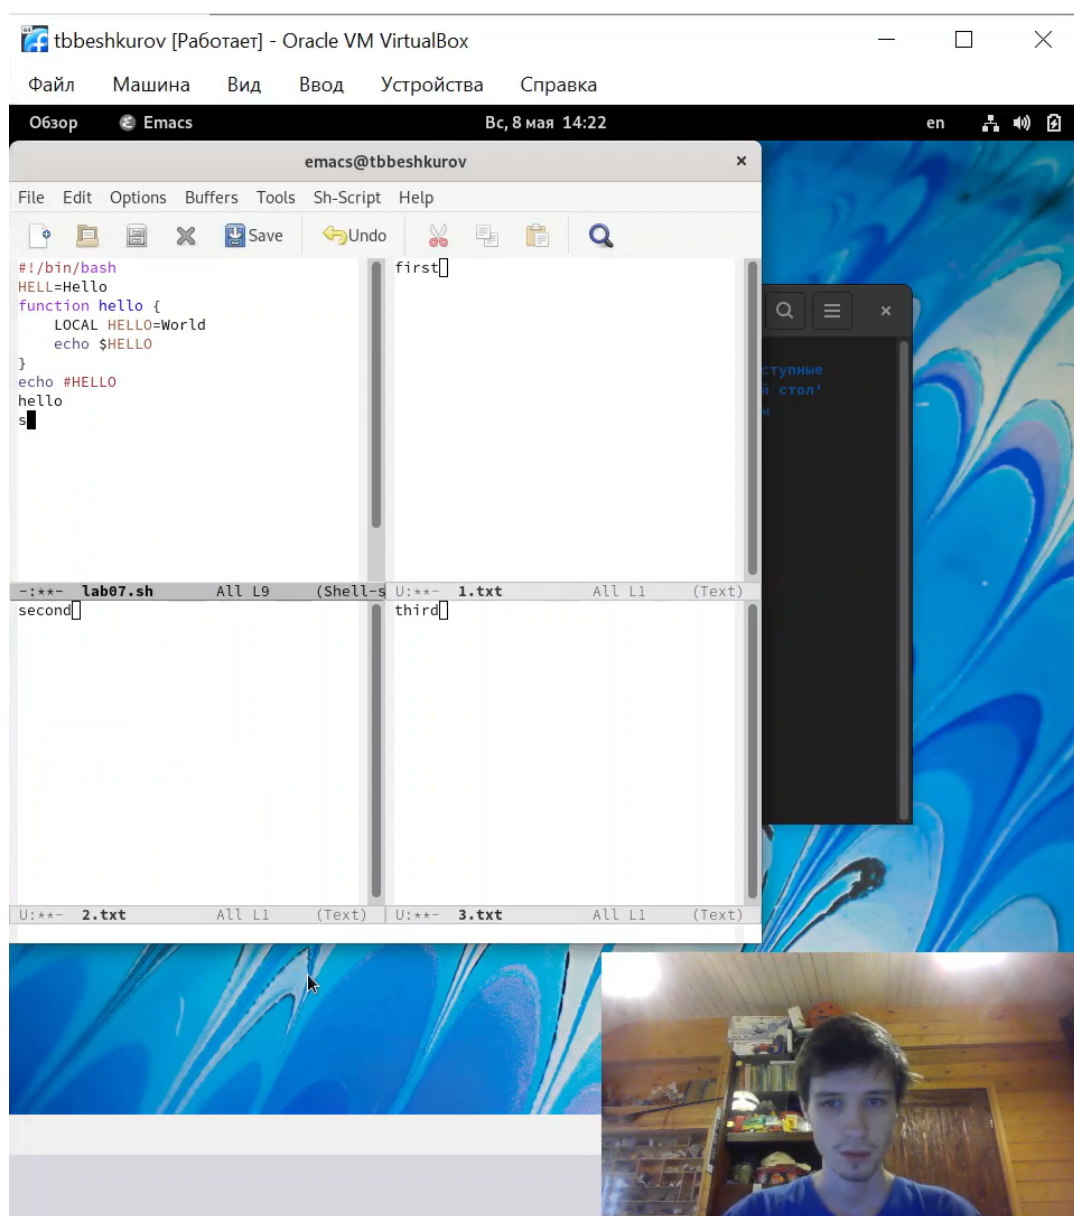 tbbeshkurov [Работает] - Oracle VM VirtualBox
Файл Машина Вид Ввод Устройства Справка
Обзор Emacs Вс, 8 мая 14:22 en
emacs@tbbeshkurov
File Edit Options Buffers Tools Sh-Script Help
Save Undo
#!/bin/bash
HELL=Hello
function hello {
    LOCAL HELLO=World
    echo $HELLO
}
echo #HELLO
hello
s
-:**- lab07.sh All L9 (Shell-s
first
U:**- 1.txt All L1 (Text)
ступные
й стол'
ы
second
U:**- 2.txt All L1 (Text)
third
U:**- 3.txt All L1 (Text)